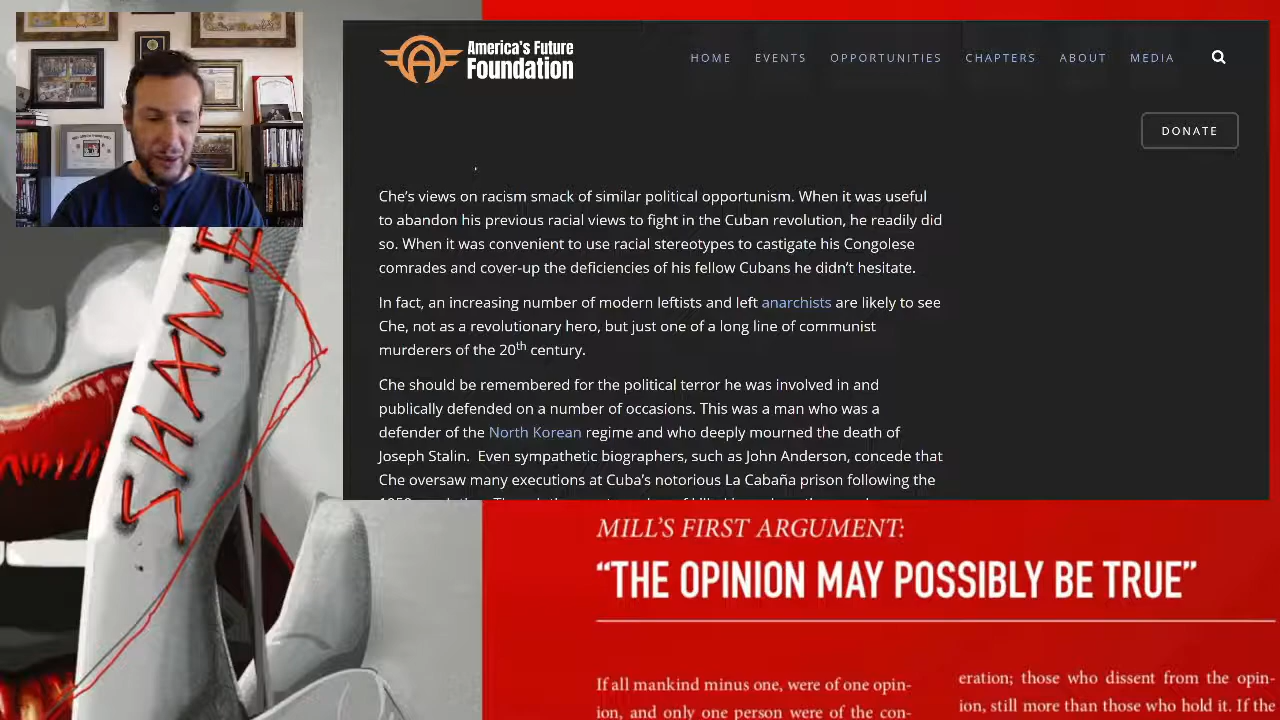 America's Future
Foundation
HOME EVENTS OPPORTUNITIES CHAPTERS ABOUT MEDIA
DONATE
Che's views on racism smack of similar political opportunism. When it was useful
to abandon his previous racial views to fight in the Cuban revolution, he readily did
so. When it was convenient to use racial stereotypes to castigate his Congolese
comrades and cover-up the deficiencies of his fellow Cubans he didn't hesitate.
In fact, an increasing number of modern leftists and left anarchists are likely to see
Che, not as a revolutionary hero, but just one of a long line of communist
murderers of the 20th century.
Che should be remembered for the political terror he was involved in and
publically defended on a number of occasions. This was a man who was a
defender of the North Korean regime and who deeply mourned the death of
Joseph Stalin. Even sympathetic biographers, such as John Anderson, concede that
Che oversaw many executions at Cuba's notorious La Cabaña prison following the
SHAME
MILL'S FIRST ARGUMENT:
“THE OPINION MAY POSSIBLY BE TRUE”
If all mankind minus one, were of one opin-
ion, and only one person were of the con-
eration; those who dissent from the opin-
ion, still more than those who hold it. If the